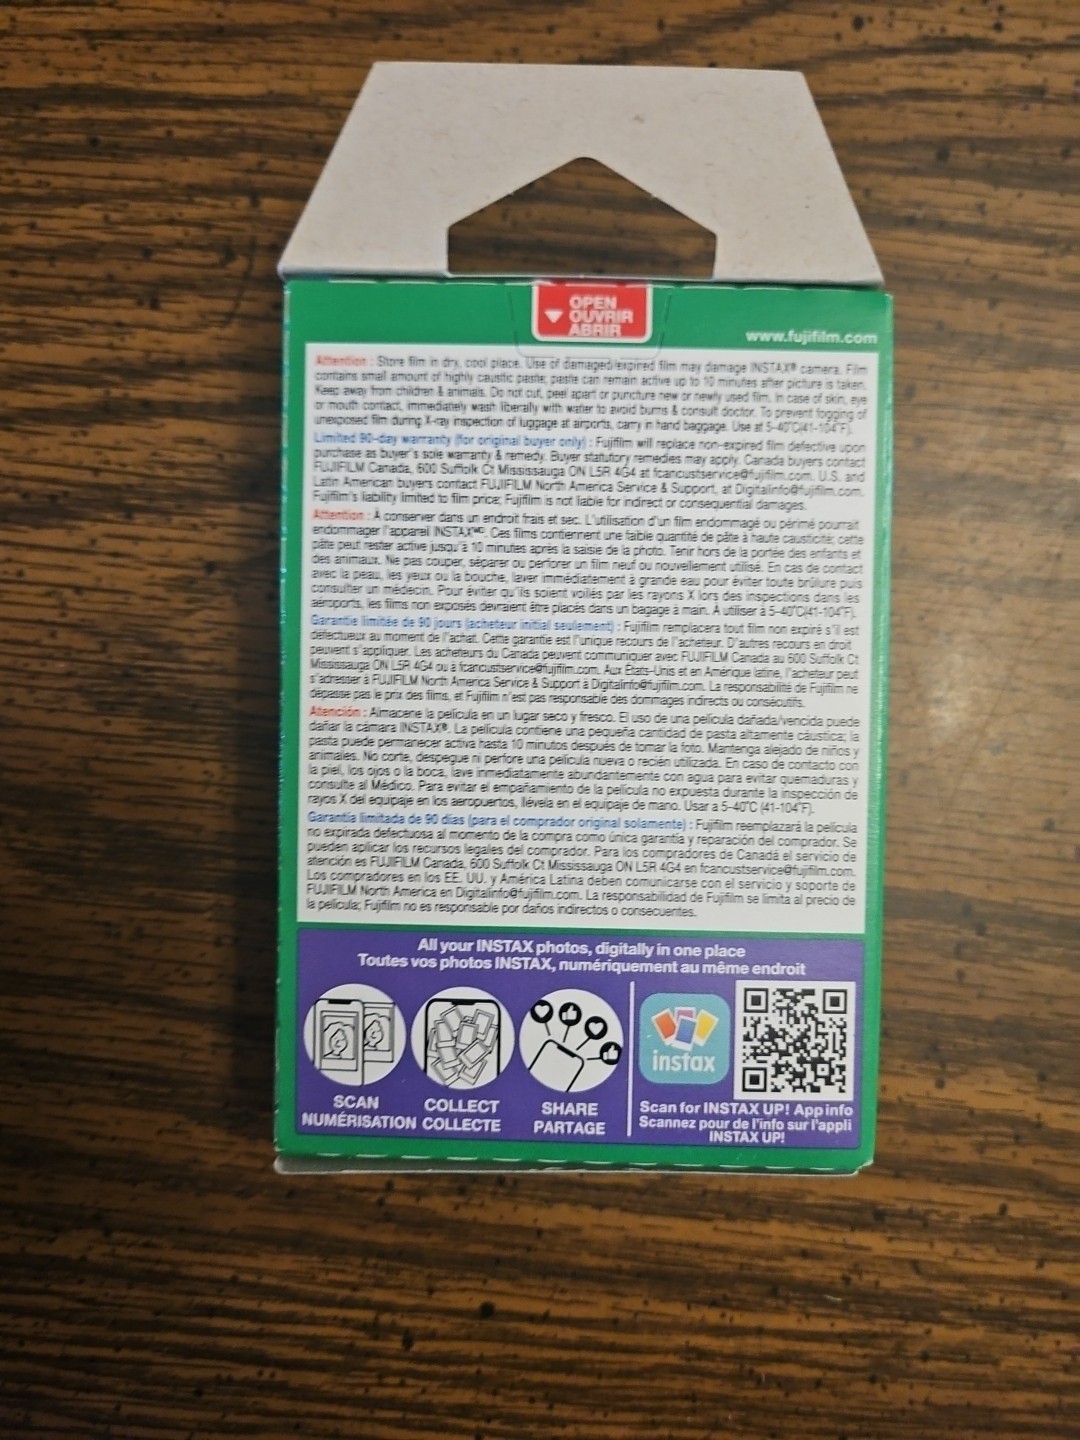 OPEN
OUVRIR
ABRIR
www.fujifilm.com
Attention : Store film in dry, cool place. Use of damaged/expired film may damage INSTAX® camera. Film
contains small amount of highly caustic paste; paste can remain active up to 10 minutes after picture is taken.
Keep away from children & animals. Do not cut, peel apart or puncture new or newly used film. In case of skin, eye
or mouth contact, immediately wash liberally with water to avoid burns & consult doctor. To prevent fogging of
unexposed film during X-ray inspection of luggage at airports, carry in hand baggage. Use at 5-40°C(41-104°F).
Limited 90-day warranty (for original buyer only) : Fujifilm will replace non-expired film defective upon
purchase as buyer's sole warranty & remedy. Buyer statutory remedies may apply. Canada buyers contact
FUJIFILM Canada, 600 Suffolk Ct Mississauga ON L5R 4G4 at fcancustservice@fujifilm.com. U.S. and
Latin American buyers contact FUJIFILM North America Service & Support, at Digitalinfo@fujifilm.com.
Fujifilm's liability limited to film price; Fujifilm is not liable for indirect or consequential damages.
Attention : À conserver dans un endroit frais et sec. L'utilisation d'un film endommagé ou périmé pourrait
endommager l'appareil INSTAX ᴹᴰ. Ces films contiennent une faible quantité de pâte à haute causticité; cette
pâte peut rester active jusqu'à 10 minutes après la saisie de la photo. Tenir hors de la portée des enfants et
des animaux. Ne pas couper, séparer ou perforer un film neuf ou nouvellement utilisé. En cas de contact
avec la peau, les yeux ou la bouche, laver immédiatement à grande eau pour éviter toute brûlure puis
consulter un médecin. Pour éviter qu'ils soient voilés par les rayons X lors des inspections dans les
aéroports, les films non exposés devraient être placés dans un bagage à main. À utiliser à 5-40°C(41-104°F).
Garantie limitée de 90 jours (acheteur initial seulement) : Fujifilm remplacera tout film non expiré s'il est
défectueux au moment de l'achat. Cette garantie est l'unique recours de l'acheteur. D'autres recours en droit
peuvent s'appliquer. Les acheteurs du Canada peuvent communiquer avec FUJIFILM Canada au 600 Suffolk Ct
Mississauga ON L5R 4G4 ou à fcancustservice@fujifilm.com. Aux États-Unis et en Amérique latine, l'acheteur peut
s'adresser à FUJIFILM North America Service & Support à Digitalinfo@fujifilm.com. La responsabilité de Fujifilm ne
dépasse pas le prix des films, et Fujifilm n'est pas responsable des dommages indirects ou consécutifs.
Atención : Almacene la película en un lugar seco y fresco. El uso de una película dañada/vencida puede
dañar la cámara INSTAX®. La película contiene una pequeña cantidad de pasta altamente cáustica; la
pasta puede permanecer activa hasta 10 minutos después de tomar la foto. Mantenga alejado de niños y
animales. No corte, despegue ni perfore una película nueva o recién utilizada. En caso de contacto con
la piel, los ojos o la boca, lave inmediatamente abundantemente con agua para evitar quemaduras y
consulte al Médico. Para evitar el empañamiento de la película no expuesta durante la inspección de
rayos X del equipaje en los aeropuertos, llévela en el equipaje de mano. Usar a 5-40°C (41-104°F).
Garantía limitada de 90 días (para el comprador original solamente) : Fujifilm reemplazará la película
no expirada defectuosa al momento de la compra como única garantía y reparación del comprador. Se
pueden aplicar los recursos legales del comprador. Para los compradores de Canadá el servicio de
atención es FUJIFILM Canada, 600 Suffolk Ct Mississauga ON L5R 4G4 en fcancustservice@fujifilm.com.
Los compradores en los EE. UU. y América Latina deben comunicarse con el servicio y soporte de
FUJIFILM North America en Digitalinfo@fujifilm.com. La responsabilidad de Fujifilm se limita al precio de
la película; Fujifilm no es responsable por daños indirectos o consecuentes.
All your INSTAX photos, digitally in one place
Toutes vos photos INSTAX, numériquement au même endroit
SCAN
NUMÉRISATION
COLLECT
COLLECTE
SHARE
PARTAGE
instax
Scan for INSTAX UP! App info
Scannez pour de l'info sur l'appli
INSTAX UP!